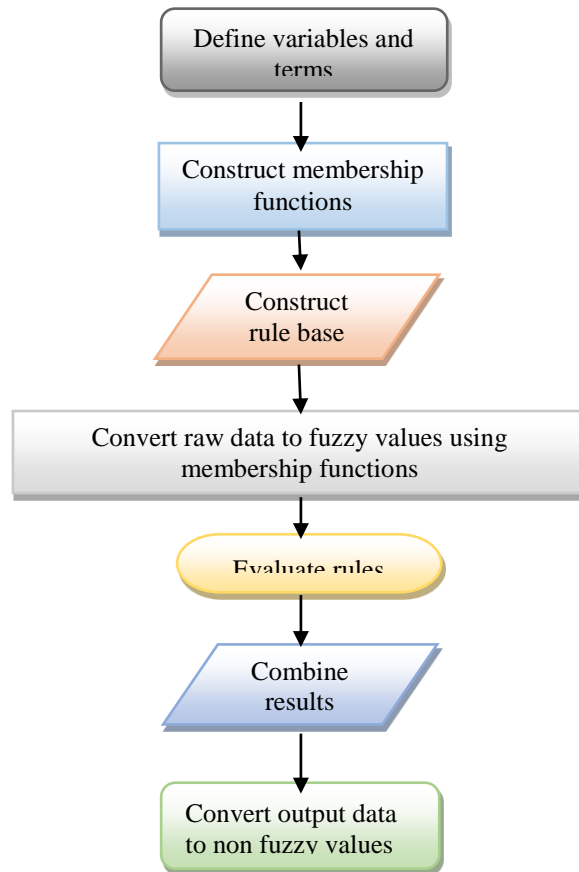 Define variables and
terms
Construct membership
functions
Construct
rule base
Convert raw data to fuzzy values using
membership functions
Evaluate rules
Combine
results
Convert output data
to non fuzzy values